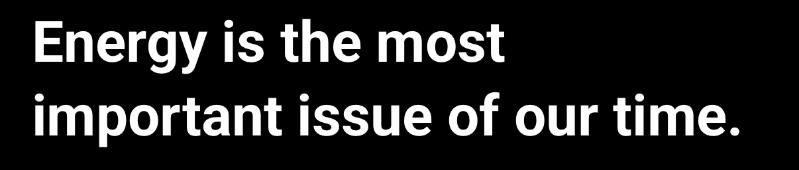 Energy is the most
important issue of our time.